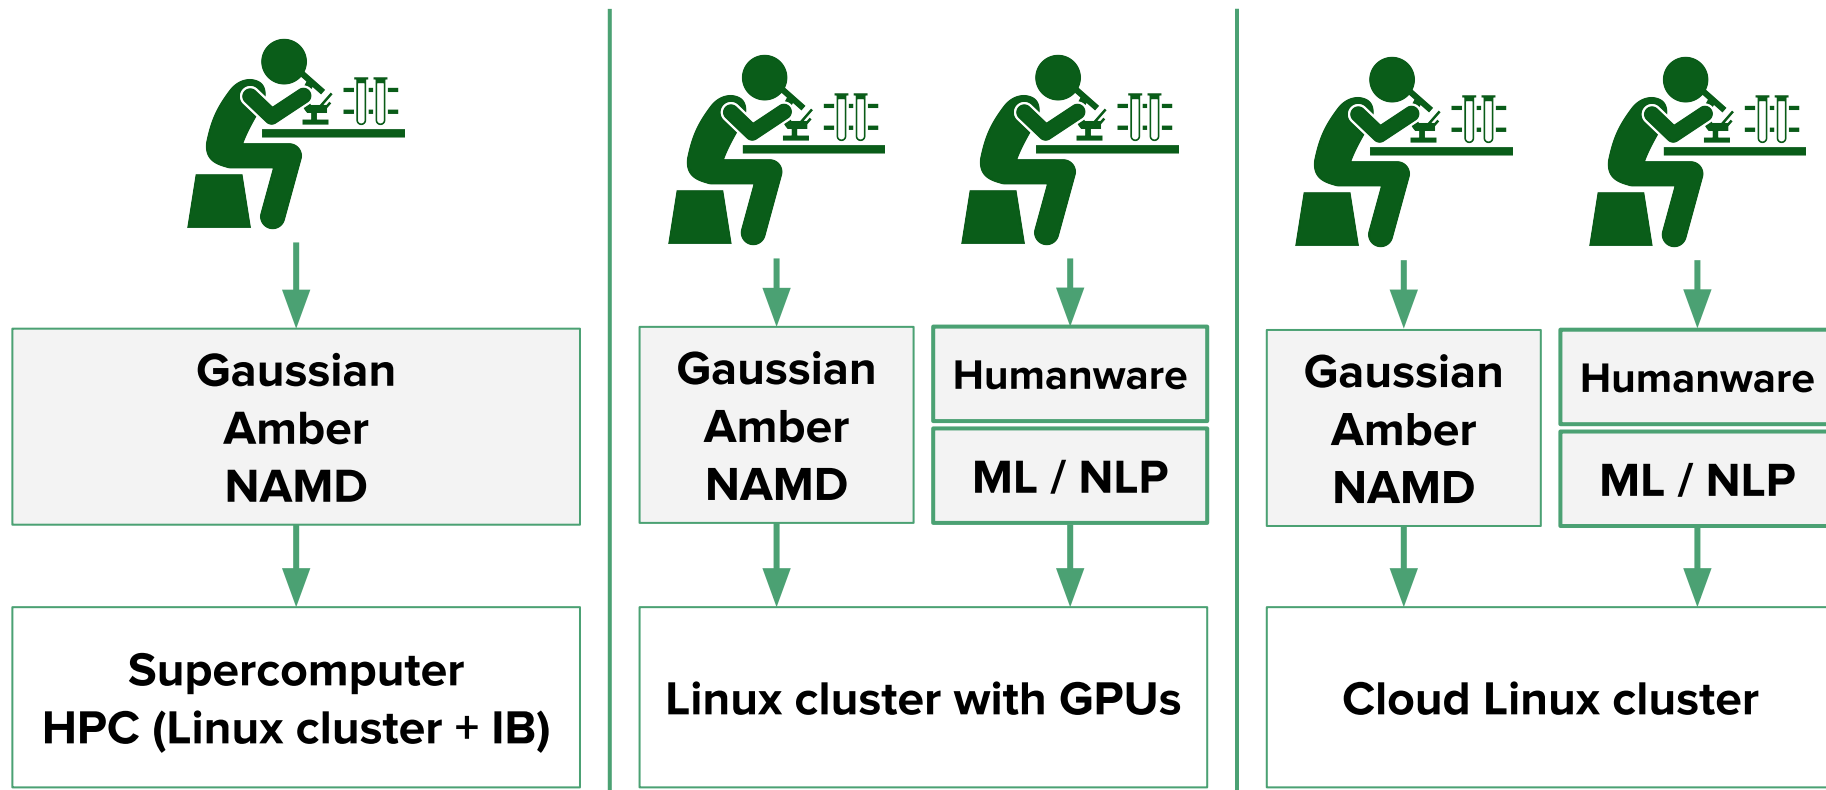 Gaussian
Amber
NAMD
Supercomputer
HPC (Linux cluster + IB)
Gaussian
Amber
NAMD
Humanware
ML / NLP
Linux cluster with GPUs
Gaussian
Amber
NAMD
Humanware
ML / NLP
Cloud Linux cluster